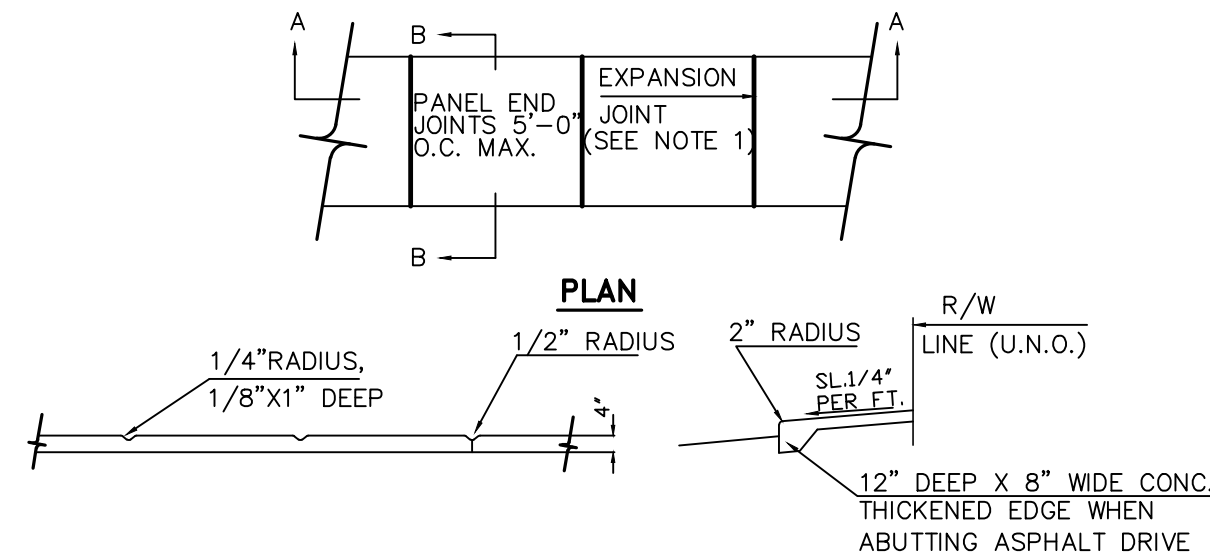 A
B
A
EXPANSION
JOINT
(SEE NOTE 1)
PANEL END
JOINTS 5'-0"
O.C. MAX.
B
PLAN
1/4"RADIUS,
1/8"X1" DEEP
1/2" RADIUS
4"
2" RADIUS
R/W
LINE (U.N.O.)
SL.1/4"
PER FT.
12" DEEP X 8" WIDE CONC.
THICKENED EDGE WHEN
ABUTTING ASPHALT DRIVE